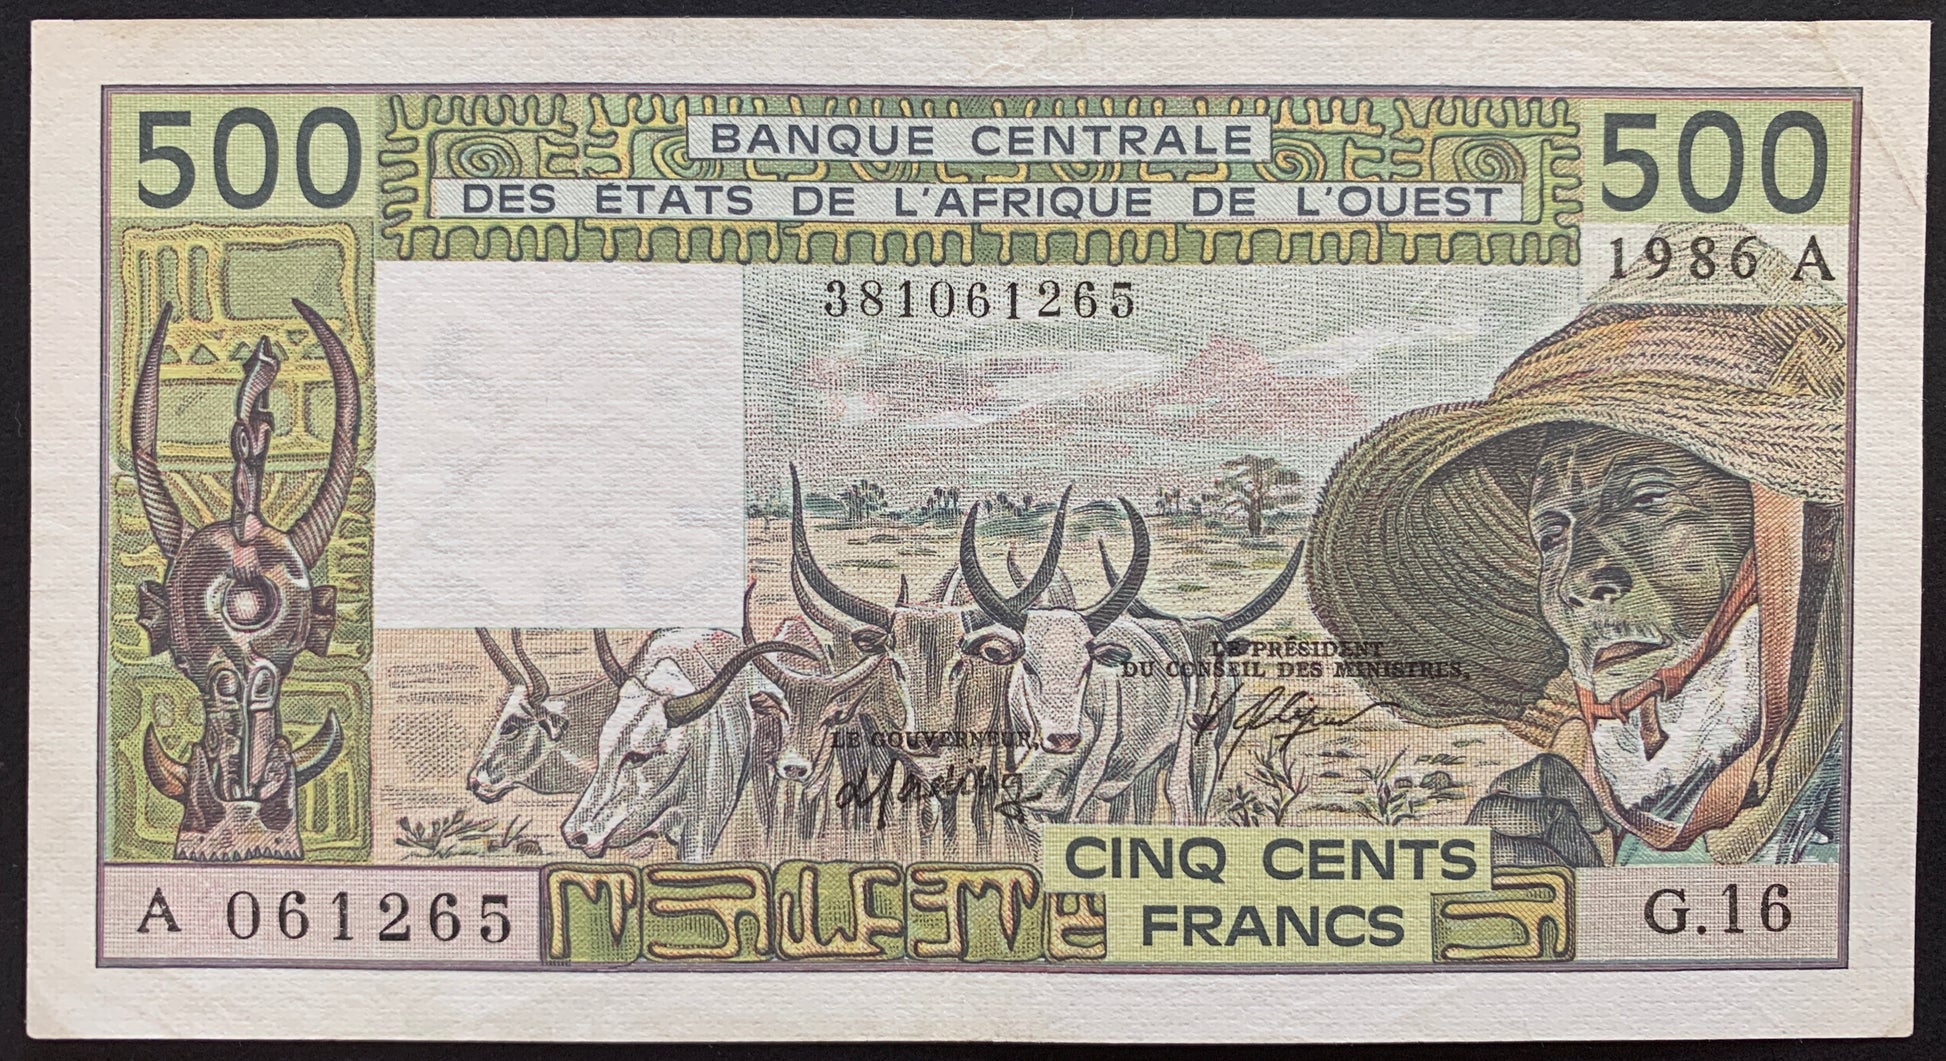 500
BANQUE CENTRALE
DES ÉTATS DE L'AFRIQUE DE L'OUEST
500
1986 A
381061265
LE PRÉSIDENT
DU CONSEIL DES MINISTRES,
LE GOUVERNEUR,
CINQ CENTS
FRANCS
A 061265
G.16